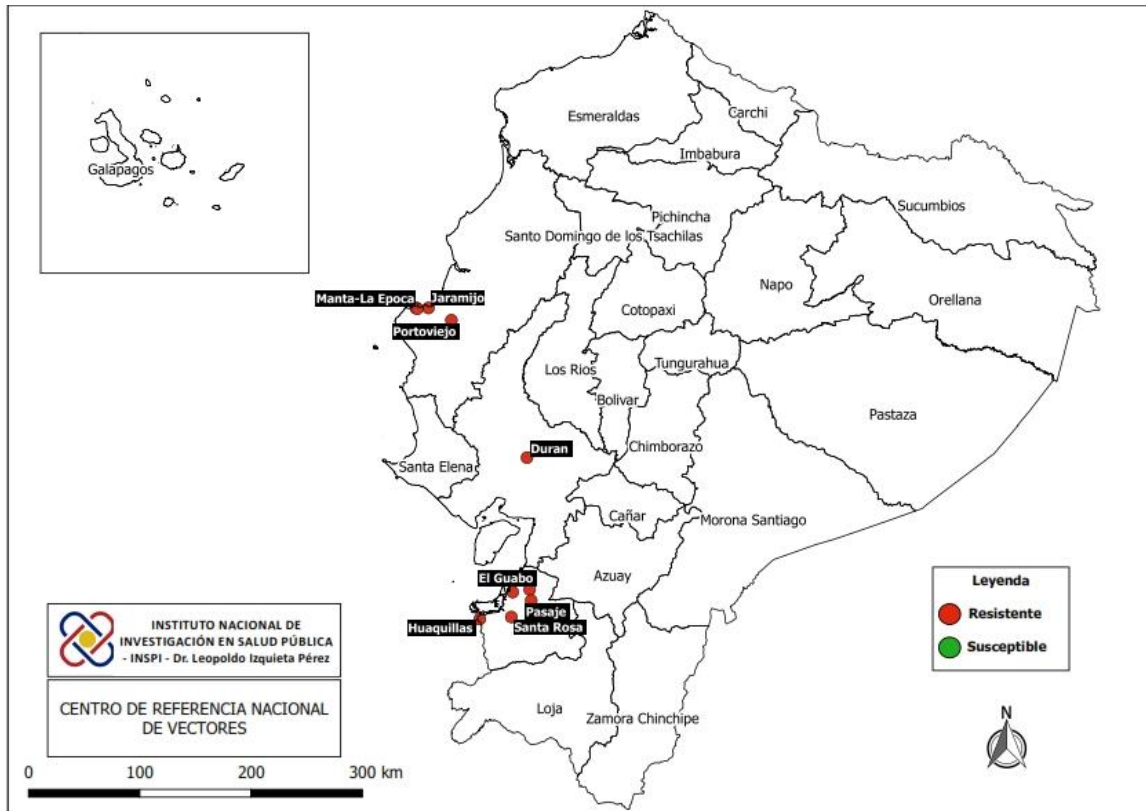 Esmeraldas
Carchi
Imbabura
Galapagos
Sucumbios
Pichincha
Santo Domingo de los Tsachilas
Napo
Orellana
Manta-La Epoca
Jaramijo
Cotopaxi
Portoviejo
Los Rios
Tungurahua
Bolivar
Pastaza
Duran
Chimborazo
Santa Elena
Cañar
Morona Santiago
El Guabo
Azuay
Pasaje
Huaquillas
Santa Rosa
Loja
Zamora Chinchipe
Leyenda
Resistente
Susceptible
N
INSTITUTO NACIONAL DE
INVESTIGACIÓN EN SALUD PÚBLICA
- INSPI - Dr. Leopoldo Izquieta Pérez
CENTRO DE REFERENCIA NACIONAL
DE VECTORES
0 100 200 300 km